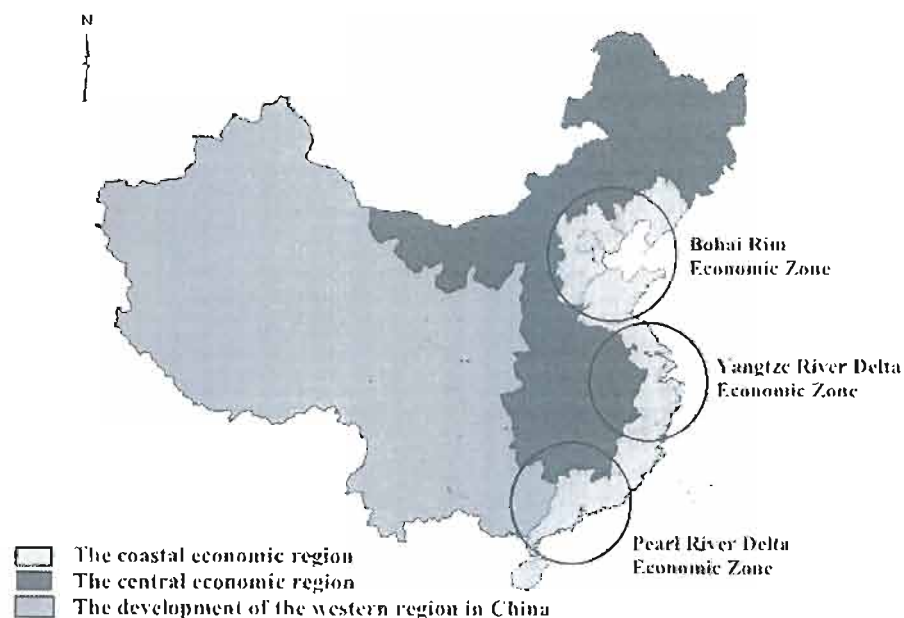 N
Bohai Rim
Economic Zone
Yangtze River Delta
Economic Zone
Pearl River Delta
Economic Zone
The coastal economic region
The central economic region
The development of the western region in China